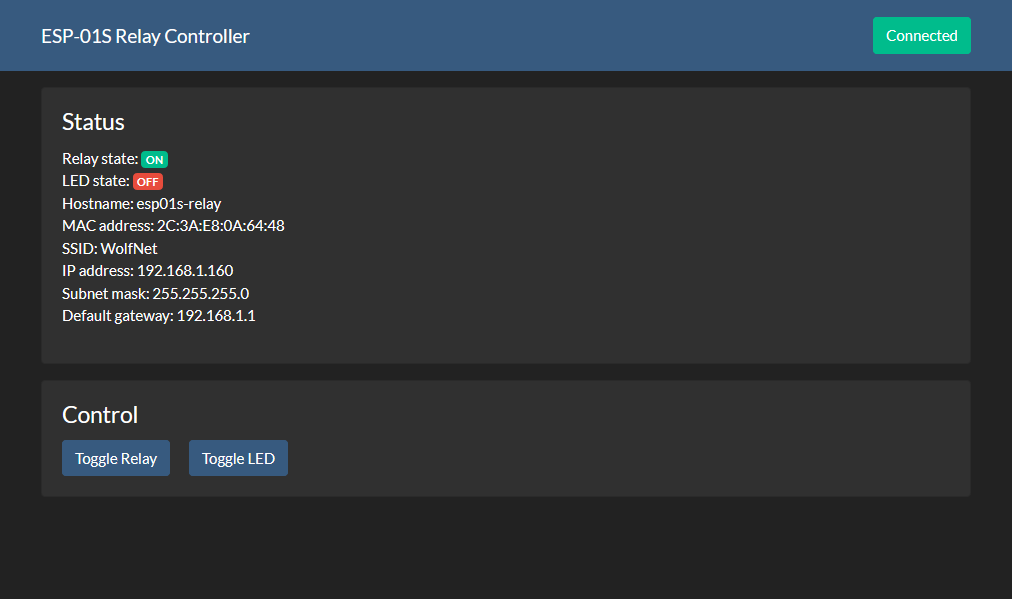 ESP-01S Relay Controller
Connected
Status
Relay state: ON
LED state: OFF
Hostname: esp01s-relay
MAC address: 2C:3A:E8:0A:64:48
SSID: WolfNet
IP address: 192.168.1.160
Subnet mask: 255.255.255.0
Default gateway: 192.168.1.1
Control
Toggle Relay
Toggle LED